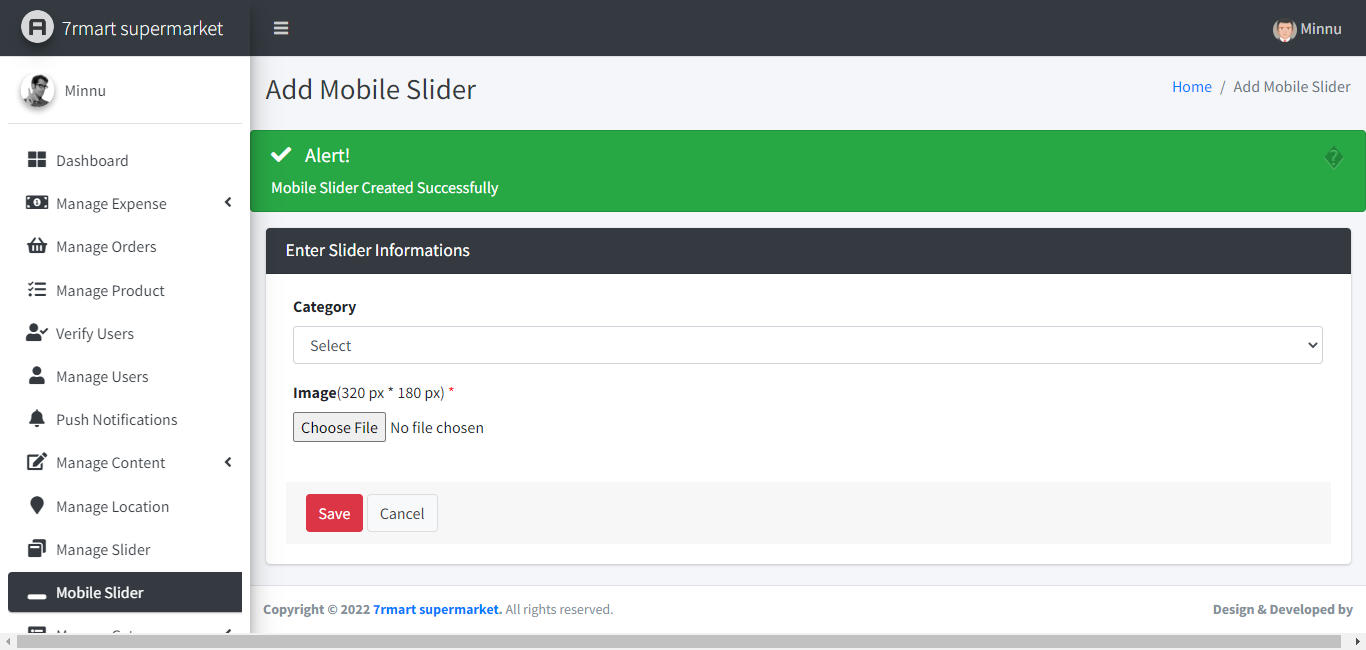 7rmart supermarket
Minnu
Minnu
Add Mobile Slider
Home / Add Mobile Slider
Alert!
Mobile Slider Created Successfully
Dashboard
Manage Expense
Manage Orders
Manage Product
Verify Users
Manage Users
Push Notifications
Manage Content
Manage Location
Manage Slider
Mobile Slider
Enter Slider Informations
Category
Select
Image(320 px * 180 px) *
Choose File No file chosen
Save Cancel
Copyright © 2022 7rmart supermarket. All rights reserved.
Design & Developed by